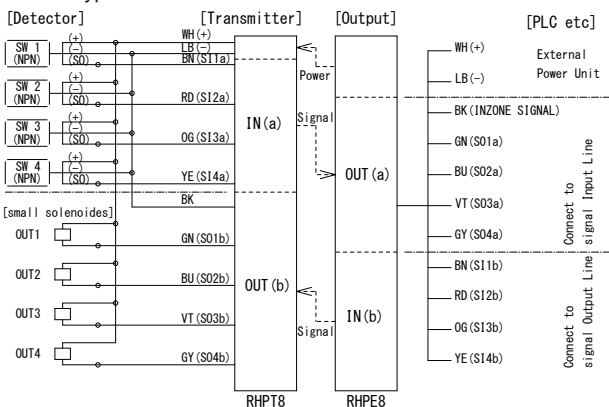 [Detector]
[Transmitter]
[Output]
[PLC etc]
SW 1
(NPN)
(+)
(-)
(SO)
WH(+)
LB(-)
BN(SI1a)
SW 2
(NPN)
(+)
(-)
(SO)
RD(SI2a)
SW 3
(NPN)
(+)
(-)
(SO)
OG(SI3a)
SW 4
(NPN)
(+)
(-)
(SO)
YE(SI4a)
BK
[small solenoides]
OUT1
GN(SO1b)
OUT2
BU(SO2b)
OUT3
VT(SO3b)
OUT4
GY(SO4b)
IN(a)
OUT(b)
RHPT8
Power
Signal
Signal
OUT(a)
IN(b)
RHPE8
WH(+)
LB(-)
External
Power Unit
BK(INZONE SIGNAL)
GN(SO1a)
BU(SO2a)
VT(SO3a)
GY(SO4a)
Connect to
signal Input Line
BN(SI1b)
RD(SI2b)
OG(SI3b)
YE(SI4b)
Connect to
signal Output Line